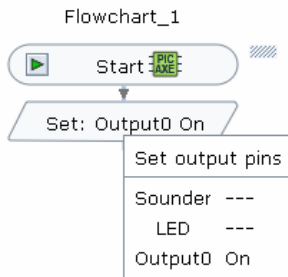 Flowchart_1
Start PIC AXE
Set: Output0 On
Set output pins
Sounder ---
LED ---
Output0 On